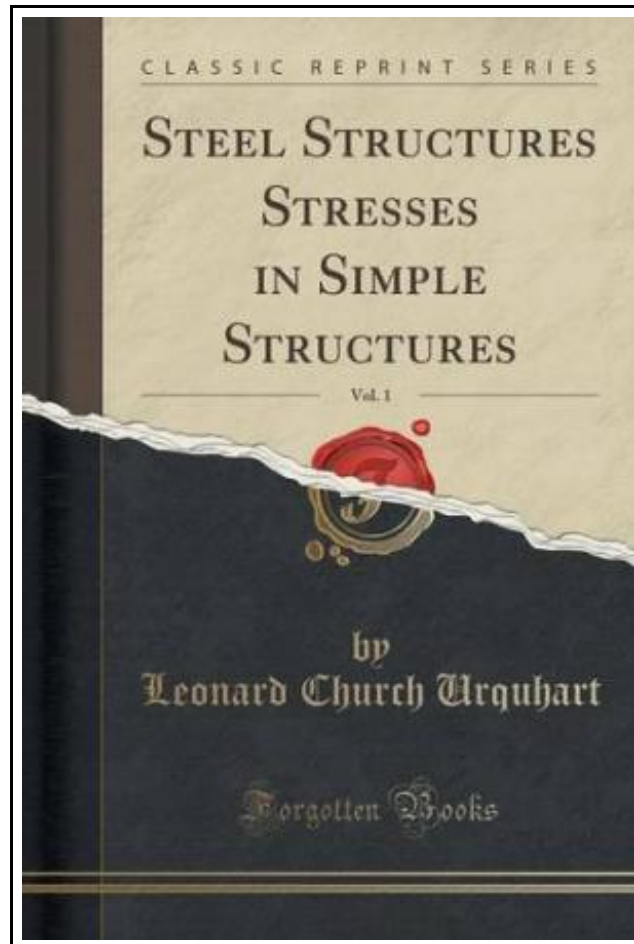 CLASSIC REPRINT SERIES
STEEL STRUCTURES
STRESSES
IN SIMPLE
STRUCTURES
Vol. 1
by
Leonard Church Urquhart
Forgotten Books